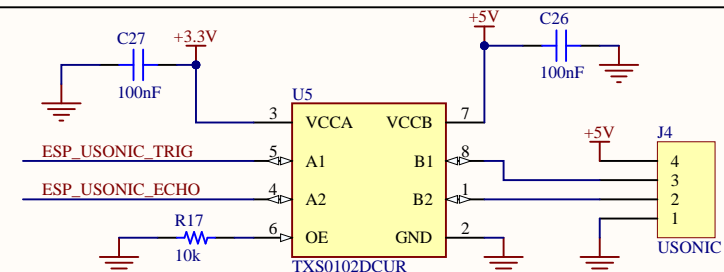 C27
+3.3V
100nF
+5V
C26
100nF
U5
3 VCCA VCCB 7
ESP_USONIC_TRIG 5 A1 B1 8
ESP_USONIC_ECHO 4 A2 B2 1
R17
10k
6 OE GND 2
TXS0102DCUR
+5V
J4
4
3
2
1
USONIC